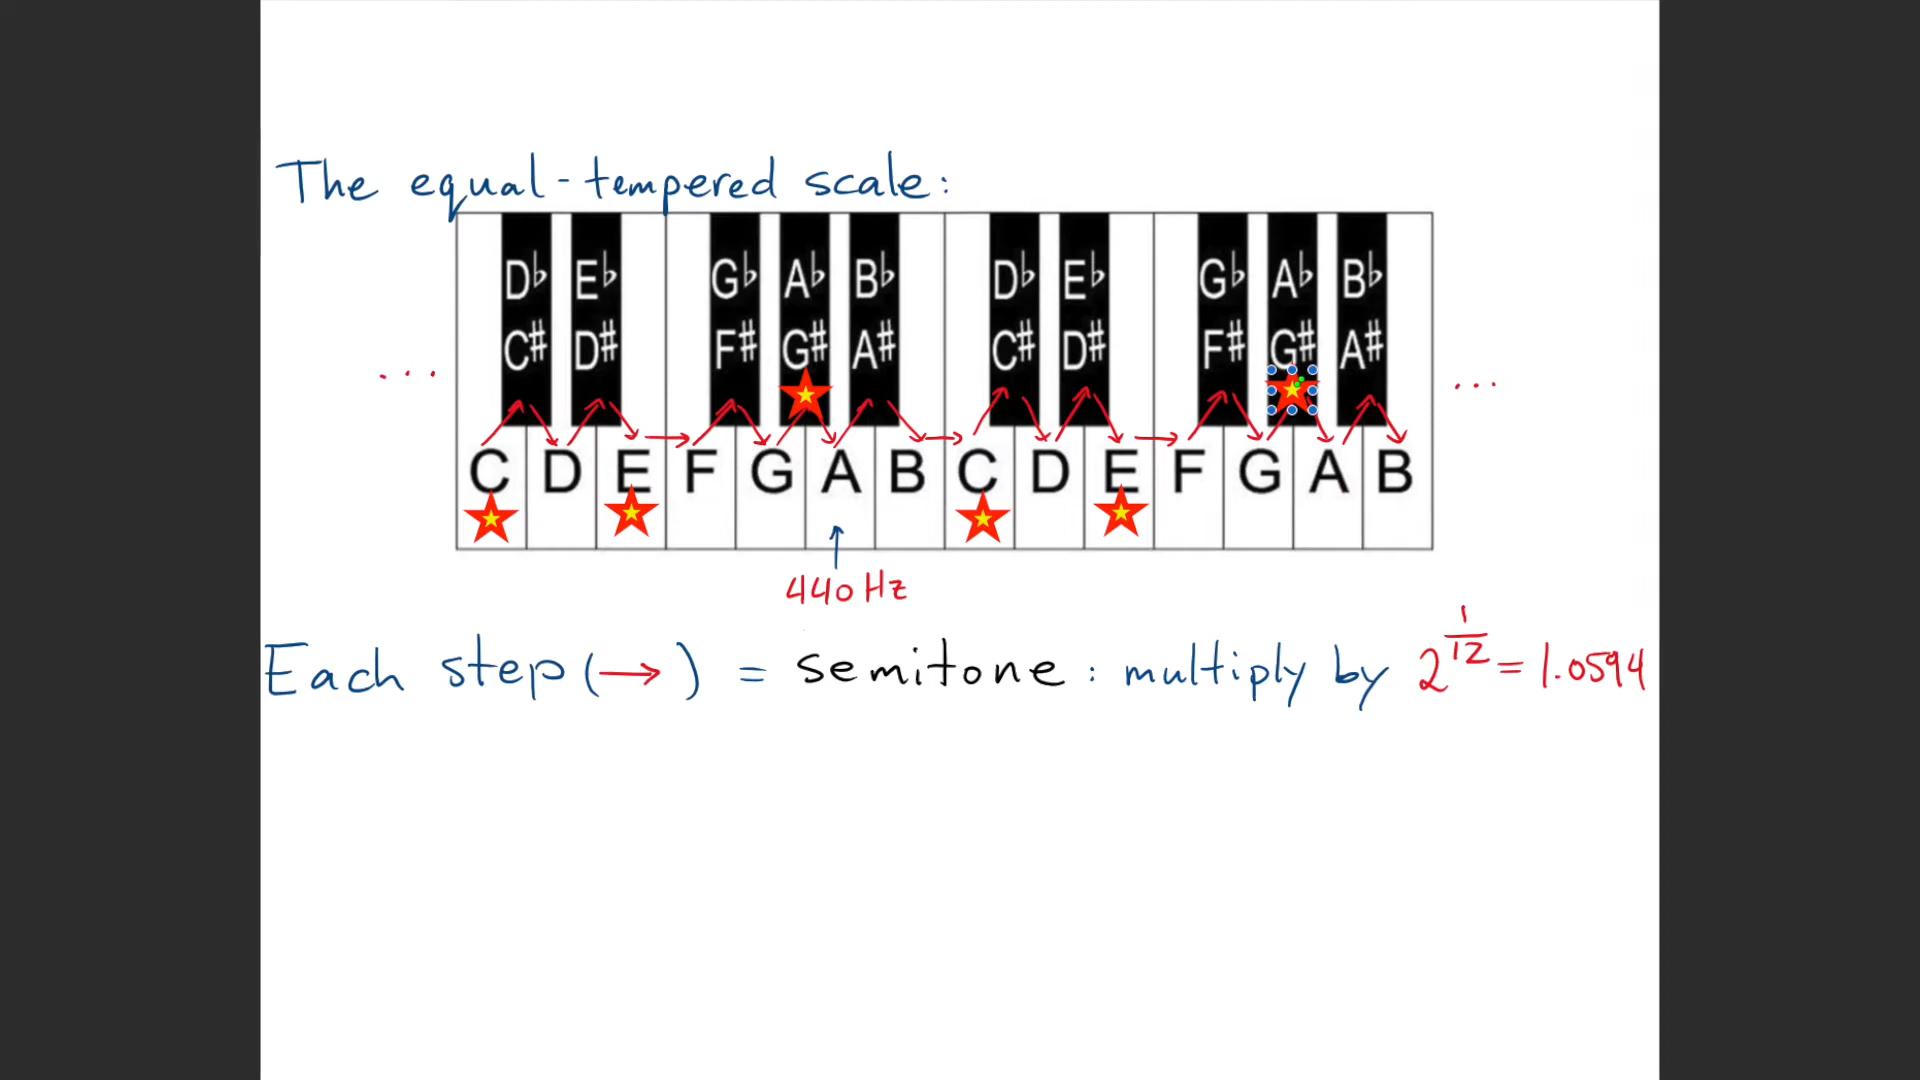 The equal-tempered scale:
D♭ E♭ G♭ A♭ B♭ D♭ E♭ G♭ A♭ B♭
C# D# F# G# A# C# D# F# G# A#
... ...
C D E F G A B C D E F G A B
440 Hz
Each step (→) = semitone : multiply by 2^1/12 = 1.0594